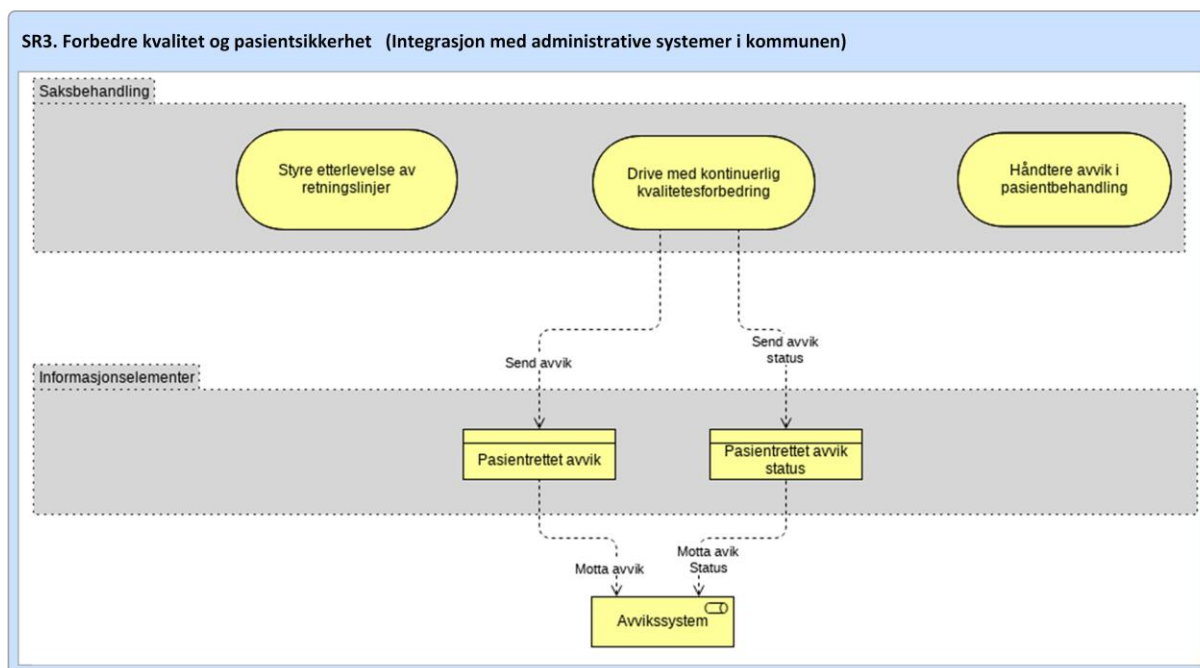 SR3. Forbedre kvalitet og pasientsikkerhet (Integrasjon med administrative systemer i kommunen)
Saksbehandling
Styre etterlevelse av
retningslinjer
Drive med kontinuerlig
kvalitetesforbedring
Håndtere avvik i
pasientbehandling
Send avvik
Send avvik
status
Informasjonselementer
Pasientrettet avvik
Pasientrettet avvik
status
Motta avvik
Motta avik
Status
Avvikssystem